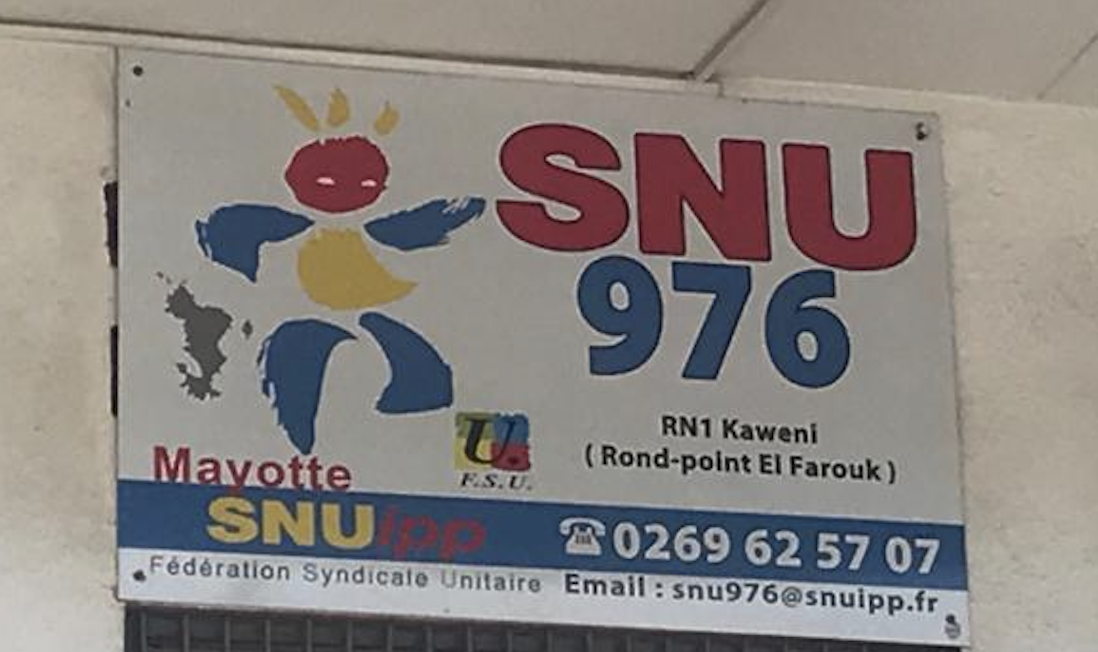 SNU
976
RN1 Kaweni
( Rond-point El Farouk )
U.
F.S.U.
Mayotte
SNUipp
☎0269 62 57 07
Fédération Syndicale Unitaire
Email : snu976@snuipp.fr